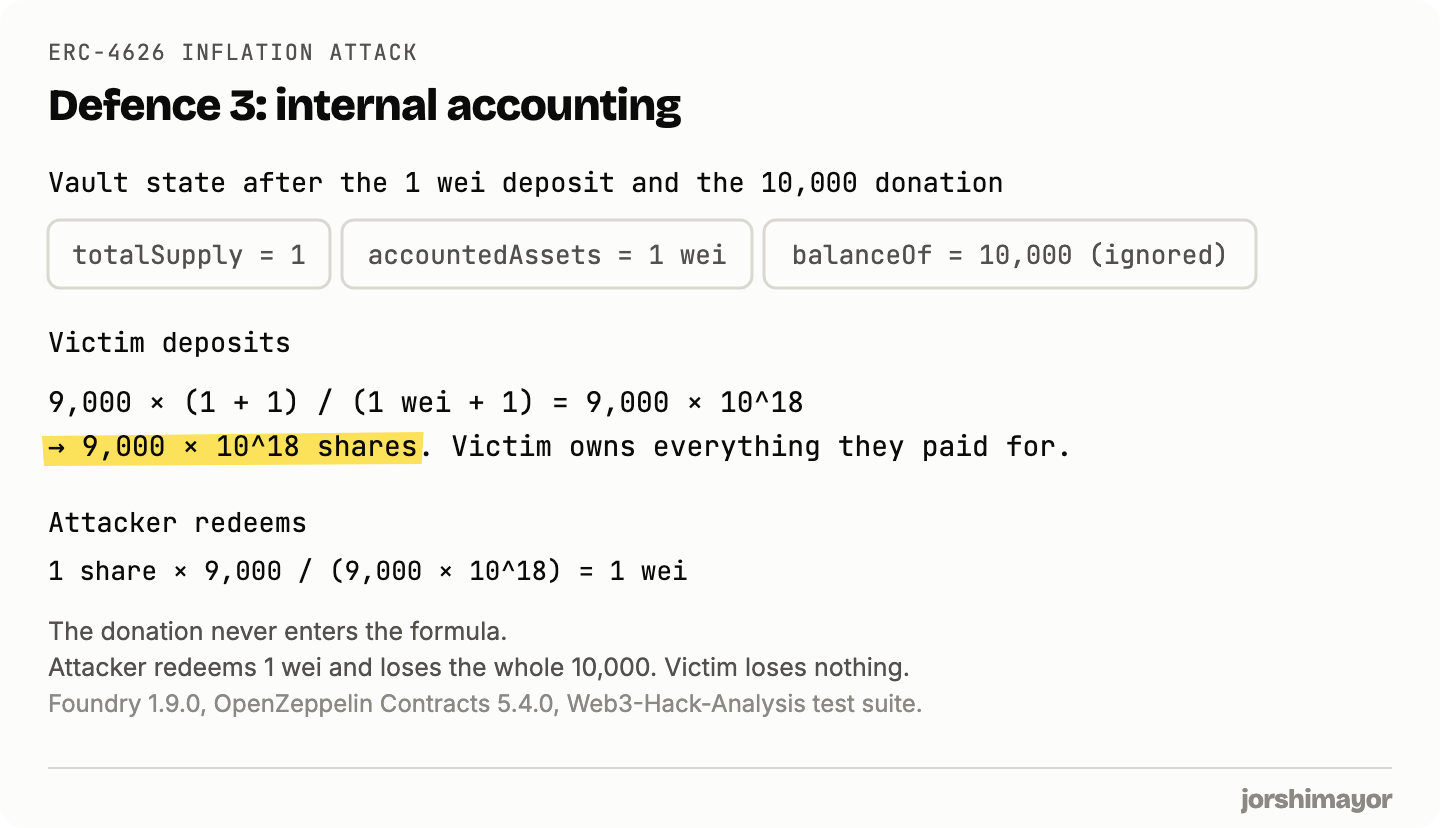 ERC-4626 INFLATION ATTACK
Defence 3: internal accounting
Vault state after the 1 wei deposit and the 10,000 donation
totalSupply = 1
accountedAssets = 1 wei
balanceOf = 10,000 (ignored)
Victim deposits
9,000 × (1 + 1) / (1 wei + 1) = 9,000 × 10^18
→ 9,000 × 10^18 shares. Victim owns everything they paid for.
Attacker redeems
1 share × 9,000 / (9,000 × 10^18) = 1 wei
The donation never enters the formula.
Attacker redeems 1 wei and loses the whole 10,000. Victim loses nothing.
Foundry 1.9.0, OpenZeppelin Contracts 5.4.0, Web3-Hack-Analysis test suite.
jorshimayor